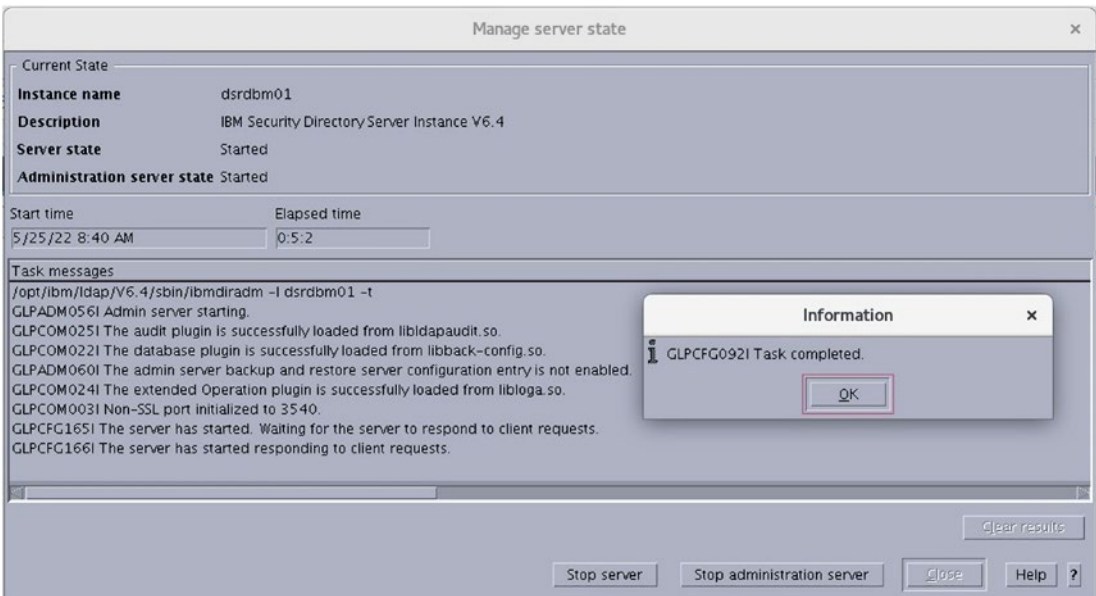 Manage server state
Current State
Instance name dsrdbm01
Description IBM Security Directory Server Instance V6.4
Server state Started
Administration server state Started
Start time Elapsed time
5/25/22 8:40 AM 0:5:2
Task messages
/opt/ibm/ldap/V6.4/sbin/ibmdiradm -I dsrdbm01 -t
GLPADM056I Admin server starting.
GLPCOM025I The audit plugin is successfully loaded from libldapaudit.so.
GLPCOM022I The database plugin is successfully loaded from libback-config.so.
GLPADM060I The admin server backup and restore server configuration entry is not enabled.
GLPCOM024I The extended Operation plugin is successfully loaded from libloga.so.
GLPCOM003I Non-SSL port initialized to 3540.
GLPCFG165I The server has started. Waiting for the server to respond to client requests.
GLPCFG166I The server has started responding to client requests.
Information
GLPCFG092I Task completed.
OK
Clear results
Stop server Stop administration server Close Help ?